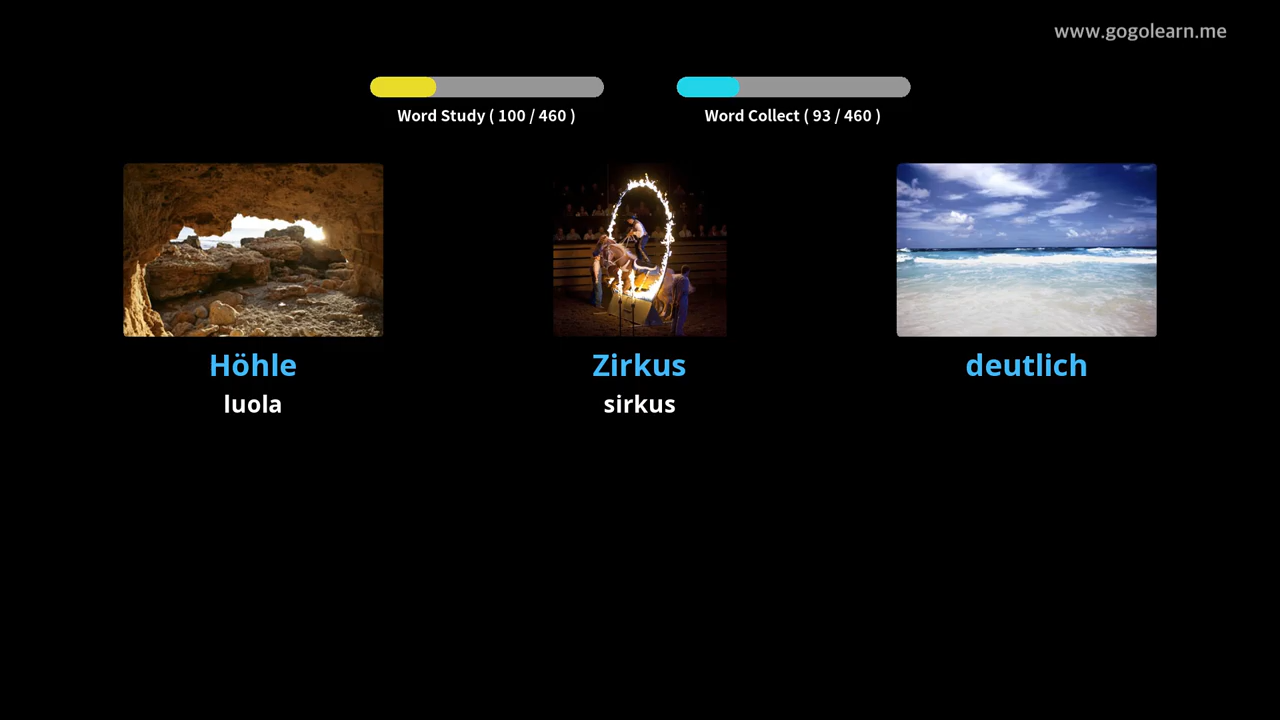 www.gogolearn.me
Word Study ( 100 / 460 )
Word Collect ( 93 / 460 )
Höhle
Zirkus
deutlich
luola
sirkus